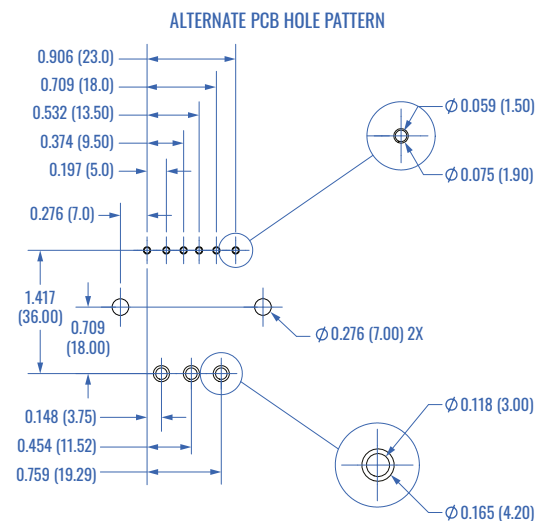 ALTERNATE PCB HOLE PATTERN
0.906 (23.0)
0.709 (18.0)
0.532 (13.50)
0.374 (9.50)
0.197 (5.0)
0.276 (7.0)
Ø 0.059 (1.50)
Ø 0.075 (1.90)
1.417
(36.00)
0.709
(18.00)
Ø 0.276 (7.00) 2X
0.148 (3.75)
0.454 (11.52)
0.759 (19.29)
Ø 0.118 (3.00)
Ø 0.165 (4.20)